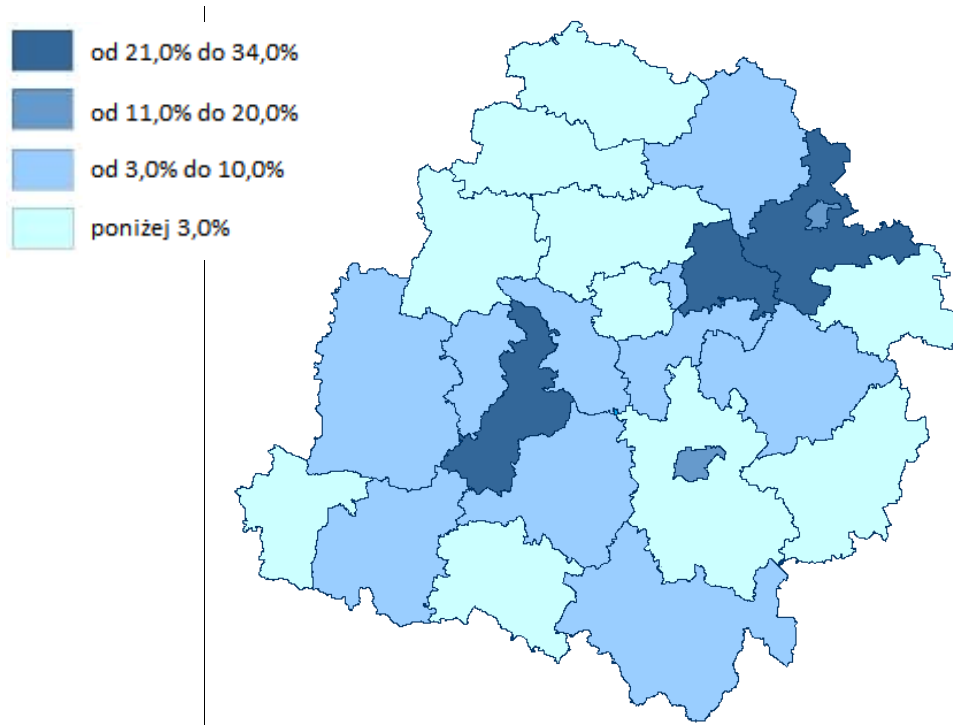 od 21,0% do 34,0%
od 11,0% do 20,0%
od 3,0% do 10,0%
poniżej 3,0%